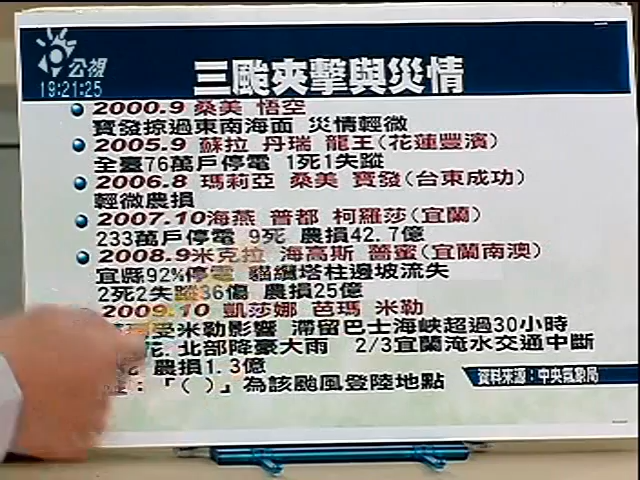 公視
19:21:25
三颱夾擊與災情
2000.9 桑美 悟空
寶發掠過東南海面 災情輕微
2005.9 蘇拉 丹瑞 龍王(花蓮豐濱)
全臺76萬戶停電 1死1失蹤
2006.8 瑪莉亞 桑美 寶發(台東成功)
輕微農損
2007.10海燕 普都 柯羅莎(宜蘭)
233萬戶停電 9死 農損42.7億
2008.9米克拉 海高斯 薔蜜(宜蘭南澳)
宜縣92%停電 貓纜塔柱邊坡流失
2死2失蹤36傷 農損25億
2009.10 凱莎娜 芭瑪 米勒
受米勒影響 滯留巴士海峽超過30小時
花.北部降豪大雨 2/3宜蘭淹水交通中斷
農損1.3億
:「( )」為該颱風登陸地點
資料來源:中央氣象局